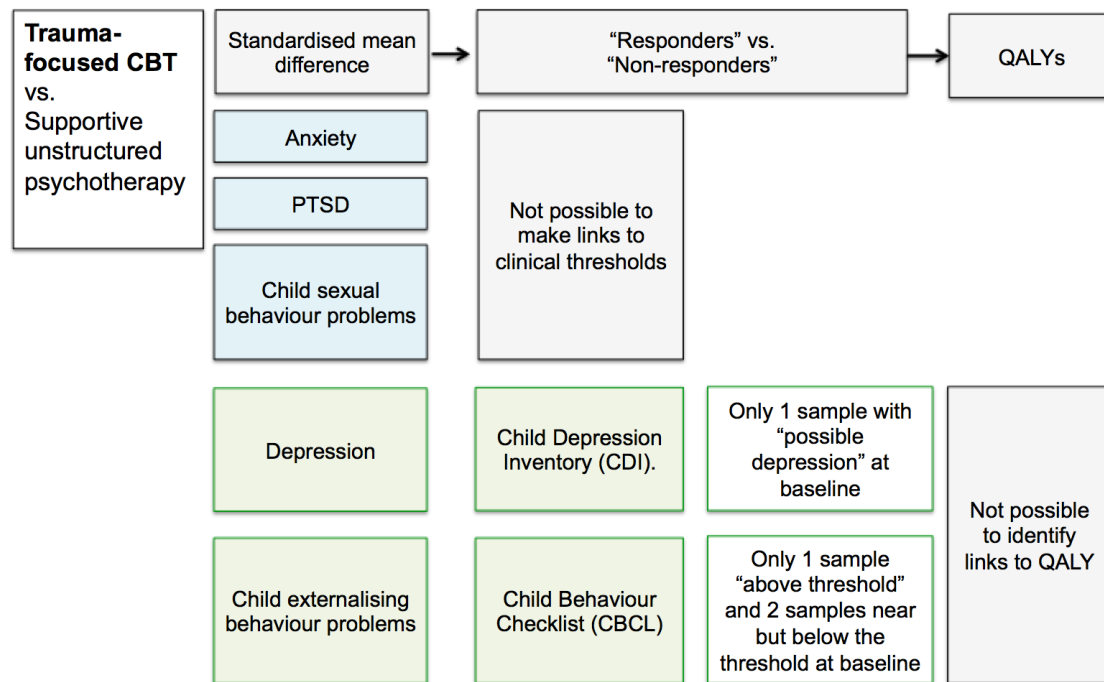 Trauma-
focused CBT
vs.
Supportive
unstructured
psychotherapy
Standardised mean
difference
“Responders” vs.
“Non-responders”
QALYs
Anxiety
PTSD
Child sexual
behaviour problems
Not possible to
make links to
clinical thresholds
Depression
Child Depression
Inventory (CDI).
Only 1 sample with
“possible
depression” at
baseline
Child externalising
behaviour problems
Child Behaviour
Checklist (CBCL)
Only 1 sample
“above threshold”
and 2 samples near
but below the
threshold at baseline
Not possible
to identify
links to QALY